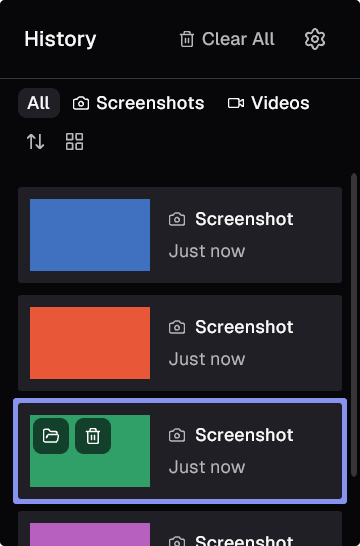 History
Clear All
All
Screenshots
Videos
Screenshot
Just now
Screenshot
Just now
Screenshot
Just now
Screenshot